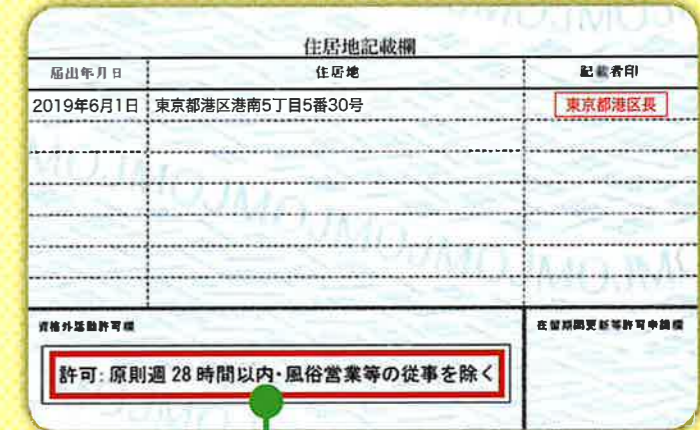 住居地記載欄
届出年月日 住居地 記載者印
2019年6月1日 東京都港区港南5丁目5番30号 東京都港区長
資格外活動許可欄 在留期間更新等許可申請欄
許可: 原則週28時間以内・風俗営業等の従事を除く